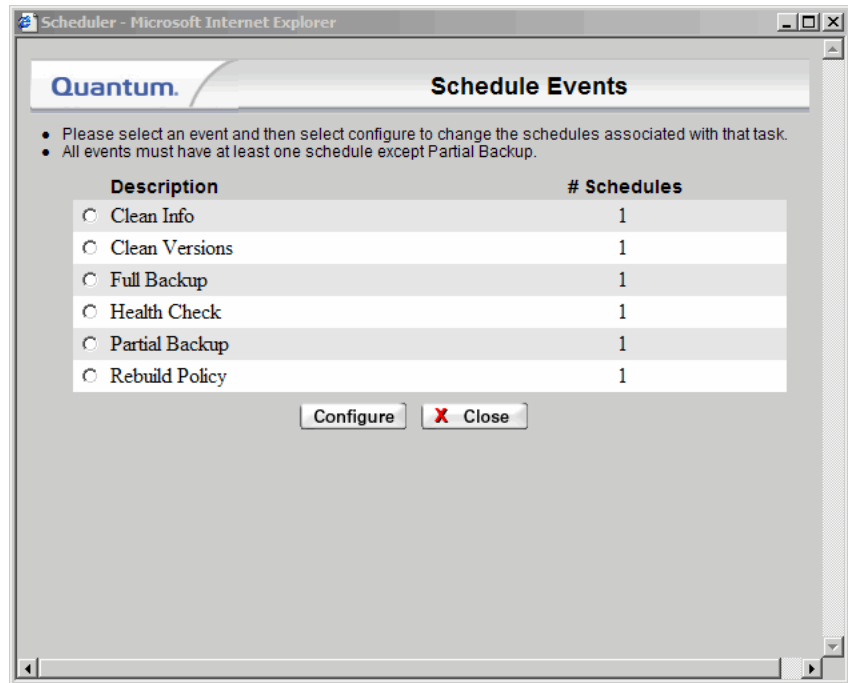 Scheduler - Microsoft Internet Explorer
Quantum.
Schedule Events
• Please select an event and then select configure to change the schedules associated with that task.
• All events must have at least one schedule except Partial Backup.
Description # Schedules
Clean Info 1
Clean Versions 1
Full Backup 1
Health Check 1
Partial Backup 1
Rebuild Policy 1
Configure X Close